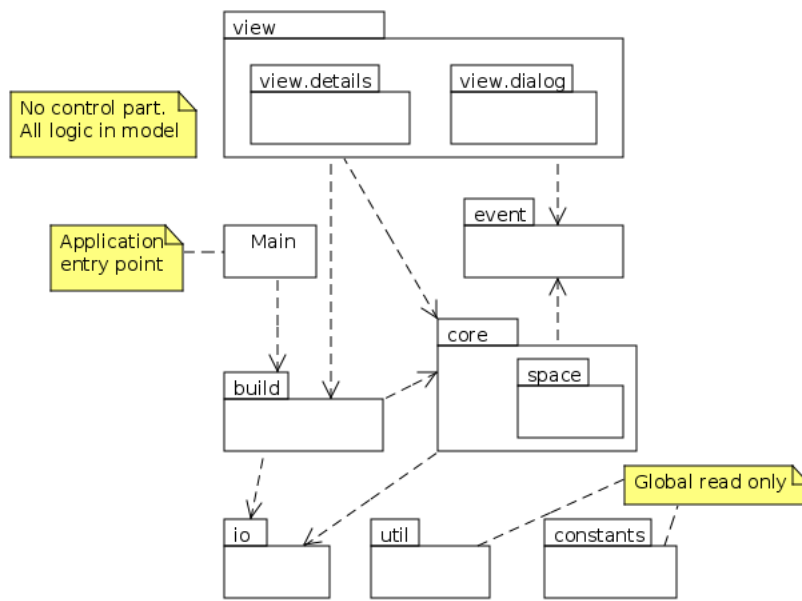 view
view.details
view.dialog
No control part.
All logic in model
event
Application
entry point
Main
core
space
build
Global read only
io
util
constants